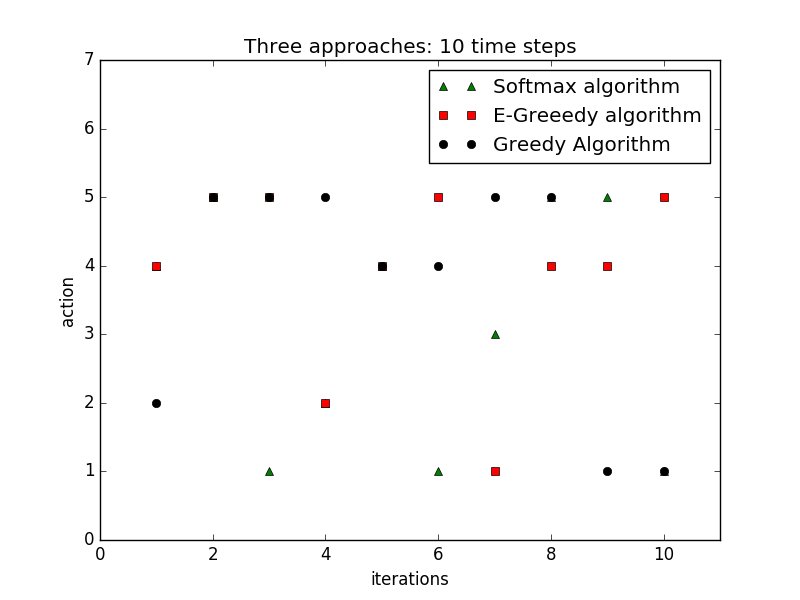 Three approaches: 10 time steps
7
Softmax algorithm
E-Greeedy algorithm
Greedy Algorithm
6
5
4
action
3
2
1
0
0 2 4 6 8 10
iterations